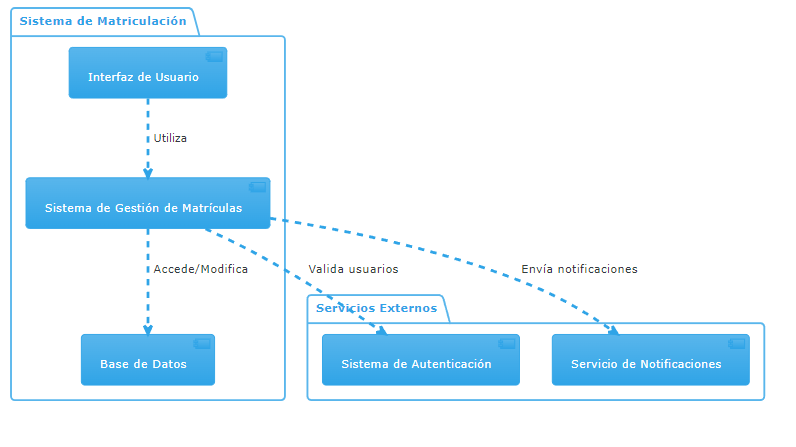 Sistema de Matriculación
Interfaz de Usuario
Utiliza
Sistema de Gestión de Matrículas
Accede/Modifica
Valida usuarios
Envía notificaciones
Servicios Externos
Base de Datos
Sistema de Autenticación
Servicio de Notificaciones